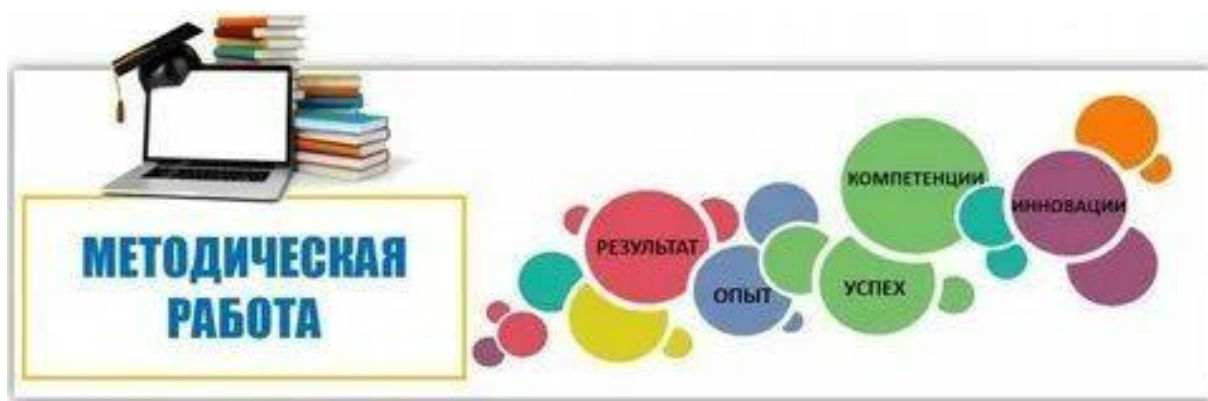 МЕТОДИЧЕСКАЯ
РАБОТА
РЕЗУЛЬТАТ
ОПЫТ
УСПЕХ
КОМПЕТЕНЦИИ
ИННОВАЦИИ